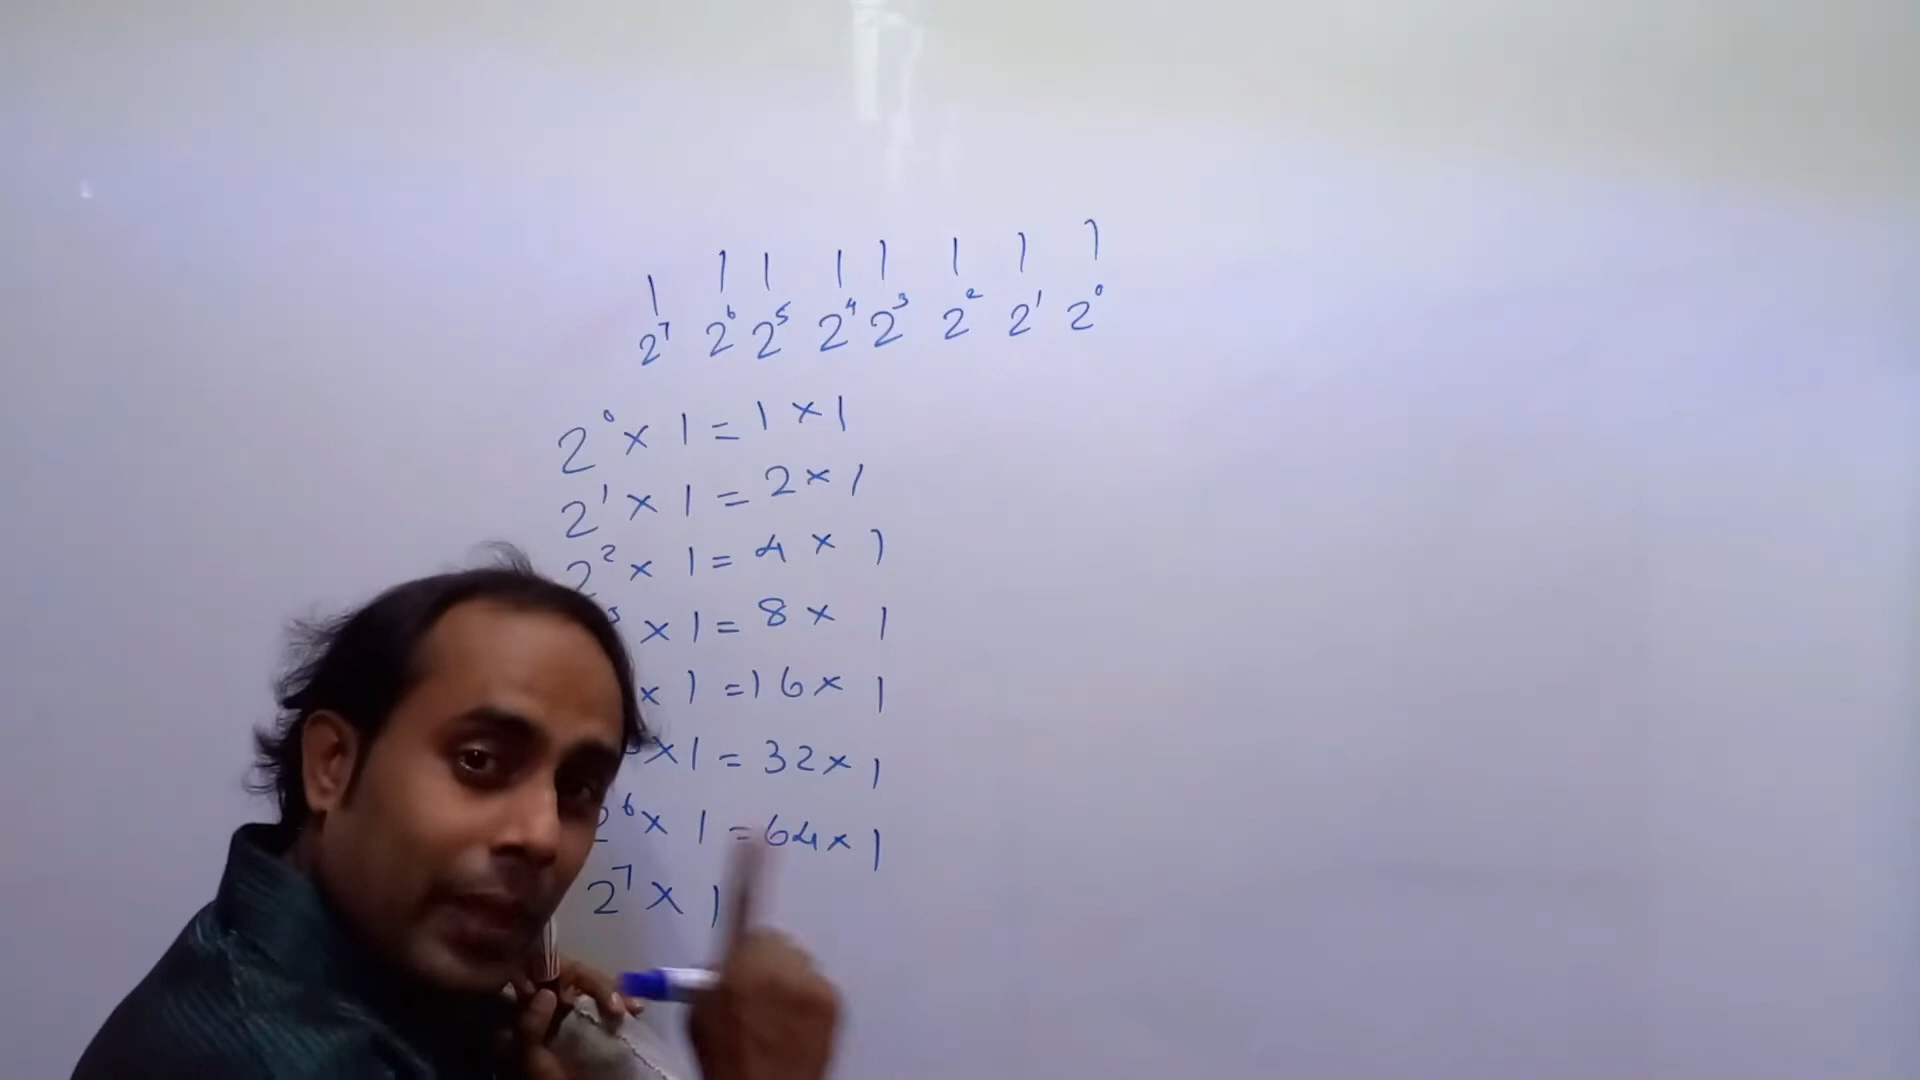 1 1 1 1 1 1 1 1
2⁷ 2⁶ 2⁵ 2⁴ 2³ 2² 2¹ 2⁰
2⁰ × 1 = 1 × 1
2¹ × 1 = 2 × 1
2² × 1 = 4 × 1
³ × 1 = 8 × 1
× 1 = 16 × 1
× 1 = 32 × 1
2⁶ × 1 = 64 × 1
2⁷ × 1